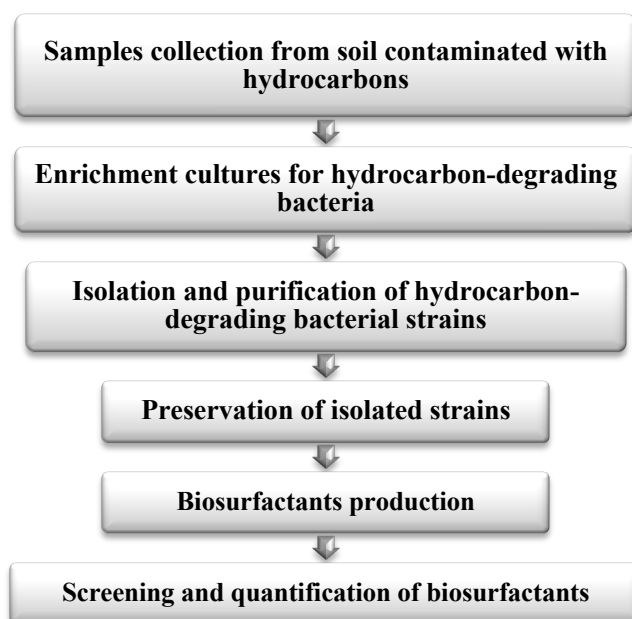 Samples collection from soil contaminated with
hydrocarbons
Enrichment cultures for hydrocarbon-degrading
bacteria
Isolation and purification of hydrocarbon-
degrading bacterial strains
Preservation of isolated strains
Biosurfactants production
Screening and quantification of biosurfactants